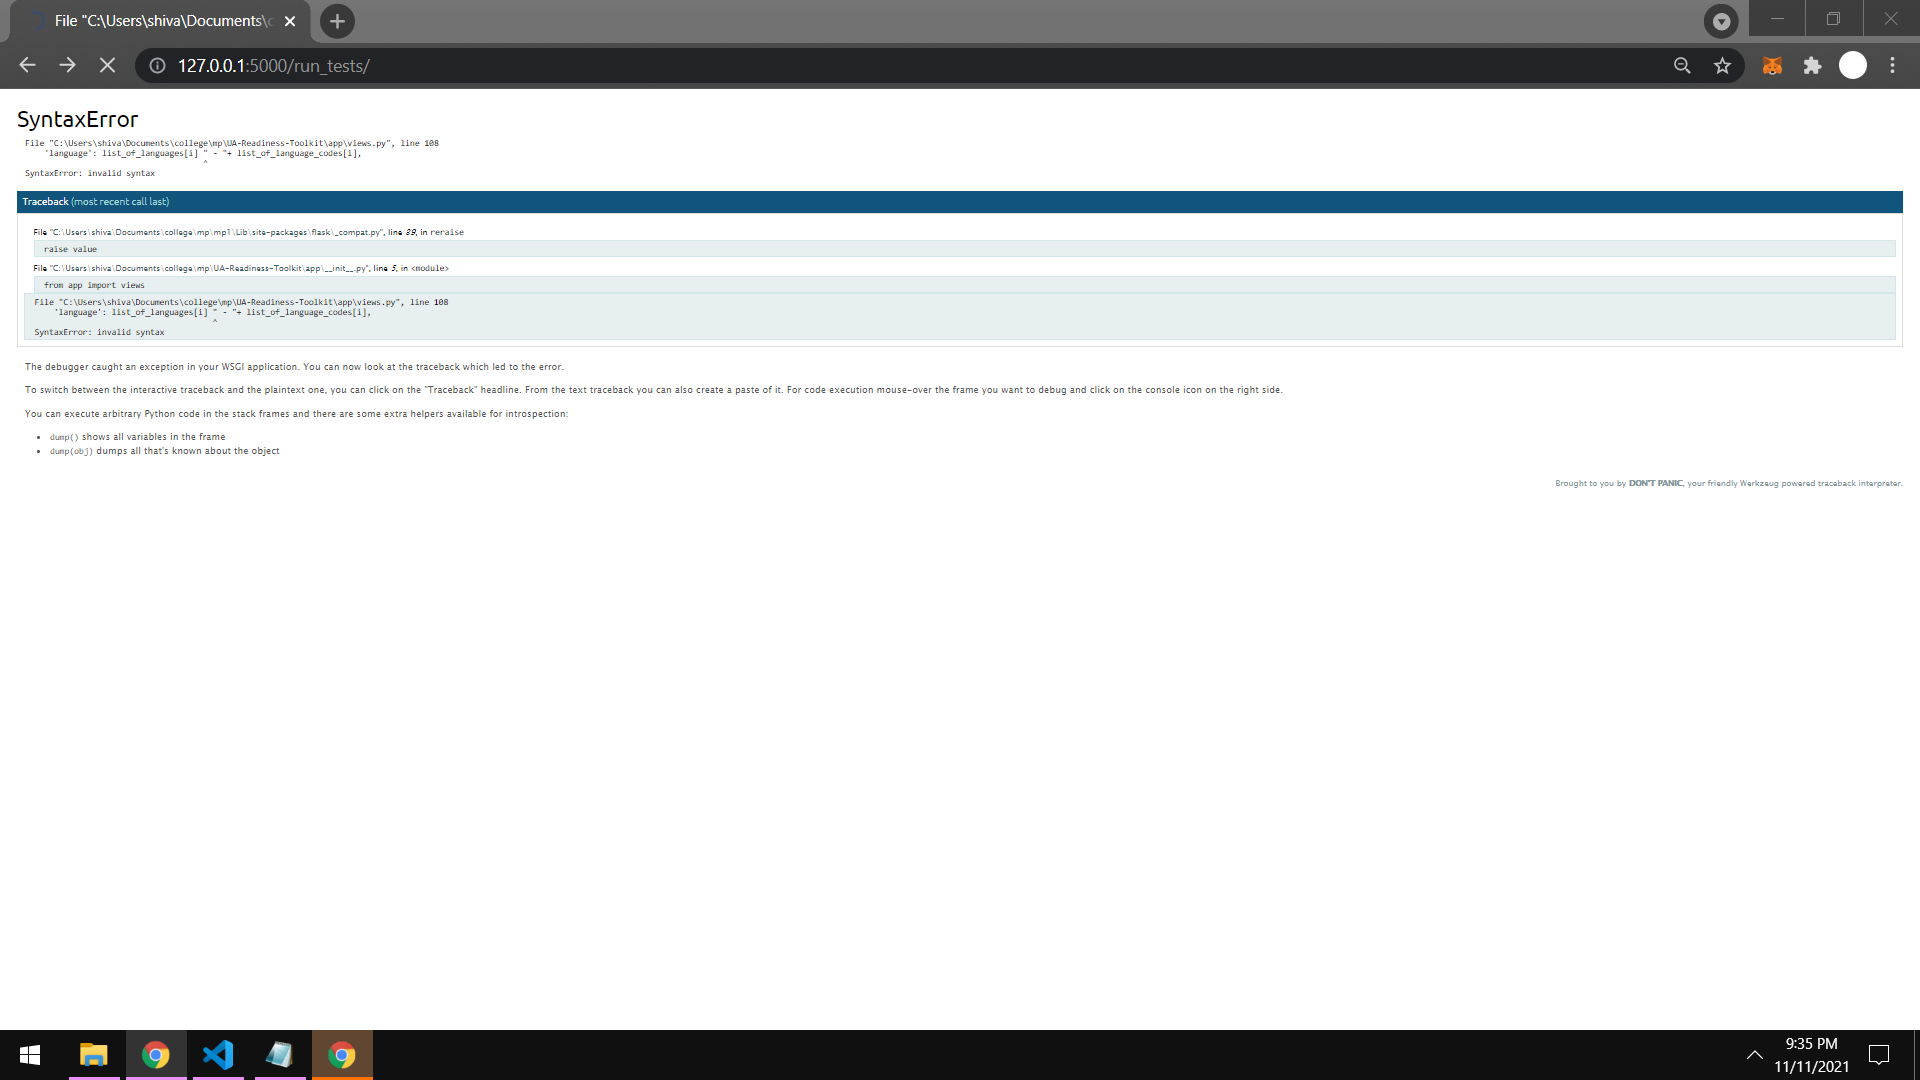 File "C:\Users\shiva\Documents\c
127.0.0.1:5000/run_tests/
SyntaxError
File "C:\Users\shiva\Documents\college\mp\UA-Readiness-Toolkit\app\views.py", line 108
'language': list_of_languages[i] " - "+ list_of_language_codes[i],
^
SyntaxError: invalid syntax
Traceback (most recent call last)
File "C:\Users\shiva\Documents\college\mp\mp1\Lib\site-packages\flask\_compat.py", line 39, in reraise
raise value
File "C:\Users\shiva\Documents\college\mp\UA-Readiness-Toolkit\app\__init__.py", line 5, in <module>
from app import views
File "C:\Users\shiva\Documents\college\mp\UA-Readiness-Toolkit\app\views.py", line 108
'language': list_of_languages[i] " - "+ list_of_language_codes[i],
^
SyntaxError: invalid syntax
The debugger caught an exception in your WSGI application. You can now look at the traceback which led to the error.
To switch between the interactive traceback and the plaintext one, you can click on the "Traceback" headline. From the text traceback you can also create a paste of it. For code execution mouse-over the frame you want to debug and click on the console icon on the right side.
You can execute arbitrary Python code in the stack frames and there are some extra helpers available for introspection:
• dump() shows all variables in the frame
• dump(obj) dumps all that's known about the object
Brought to you by DON'T PANIC, your friendly Werkzeug powered traceback interpreter.
9:35 PM
11/11/2021